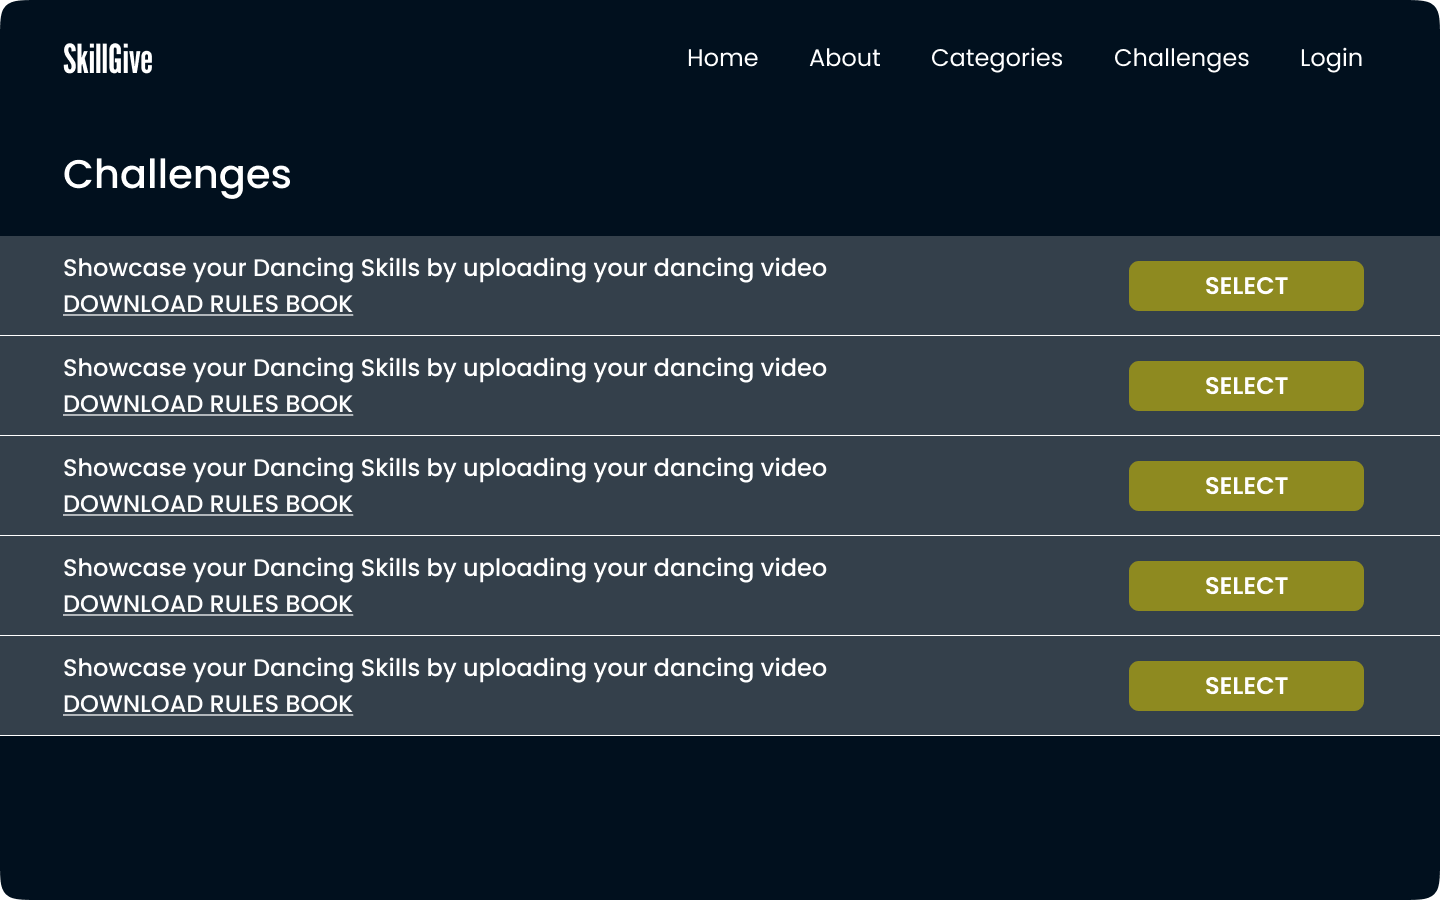 SkillGive
Home About Categories Challenges Login
Challenges
Showcase your Dancing Skills by uploading your dancing video
DOWNLOAD RULES BOOK
SELECT
Showcase your Dancing Skills by uploading your dancing video
DOWNLOAD RULES BOOK
SELECT
Showcase your Dancing Skills by uploading your dancing video
DOWNLOAD RULES BOOK
SELECT
Showcase your Dancing Skills by uploading your dancing video
DOWNLOAD RULES BOOK
SELECT
Showcase your Dancing Skills by uploading your dancing video
DOWNLOAD RULES BOOK
SELECT